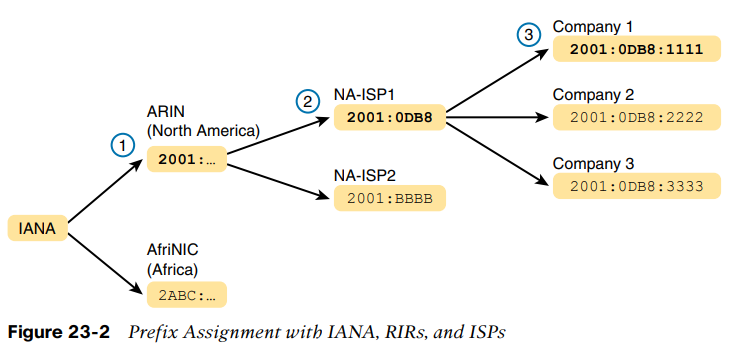 IANA
1
ARIN
(North America)
2001:…
AfriNIC
(Africa)
2ABC:…
2
NA-ISP1
2001:0DB8
NA-ISP2
2001:BBBB
3
Company 1
2001:0DB8:1111
Company 2
2001:0DB8:2222
Company 3
2001:0DB8:3333
Figure 23-2 Prefix Assignment with IANA, RIRs, and ISPs